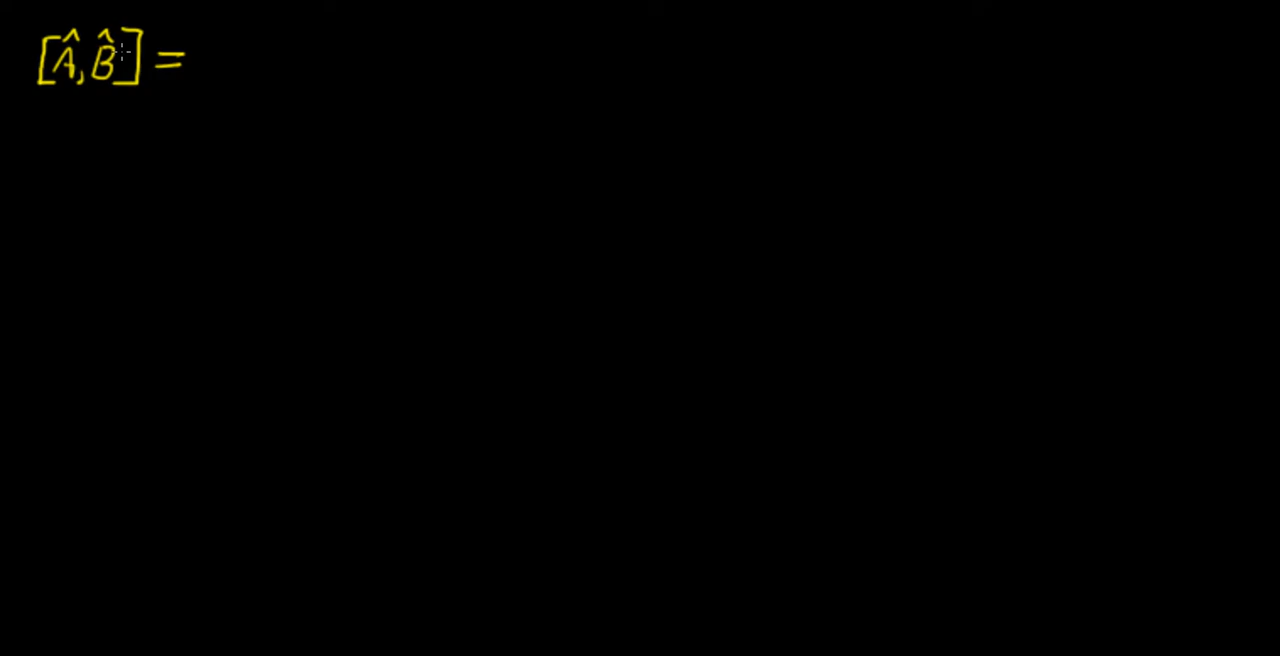 [Â, B̂] =